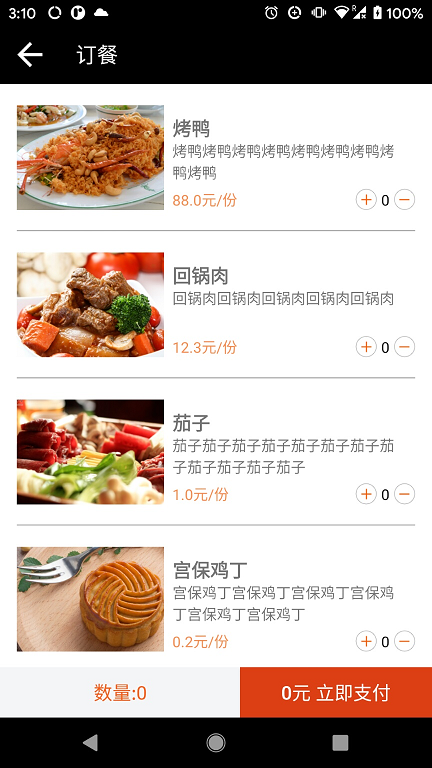 3:10
R
100%
订餐
烤鸭
烤鸭烤鸭烤鸭烤鸭烤鸭烤鸭烤鸭烤
鸭烤鸭
88.0元/份
0
回锅肉
回锅肉回锅肉回锅肉回锅肉回锅肉
12.3元/份
0
茄子
茄子茄子茄子茄子茄子茄子茄子茄
子茄子茄子茄子茄子
1.0元/份
0
宫保鸡丁
宫保鸡丁宫保鸡丁宫保鸡丁宫保鸡
丁宫保鸡丁宫保鸡丁
0.2元/份
0
数量:0
0元 立即支付